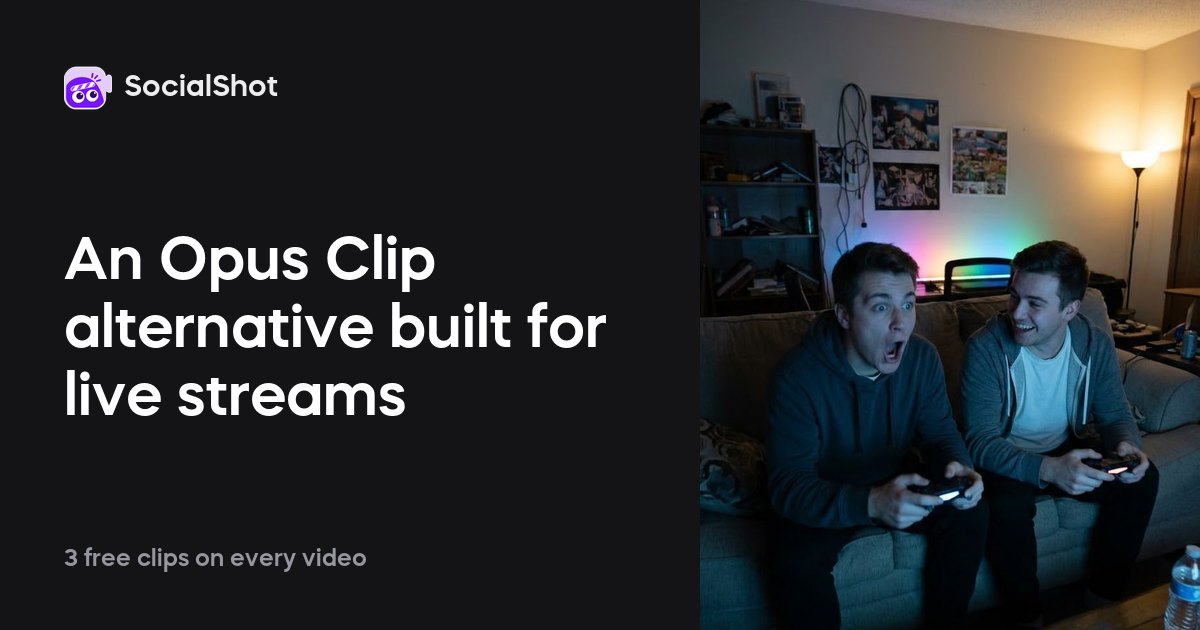 SocialShot
An Opus Clip
alternative built for
live streams
3 free clips on every video